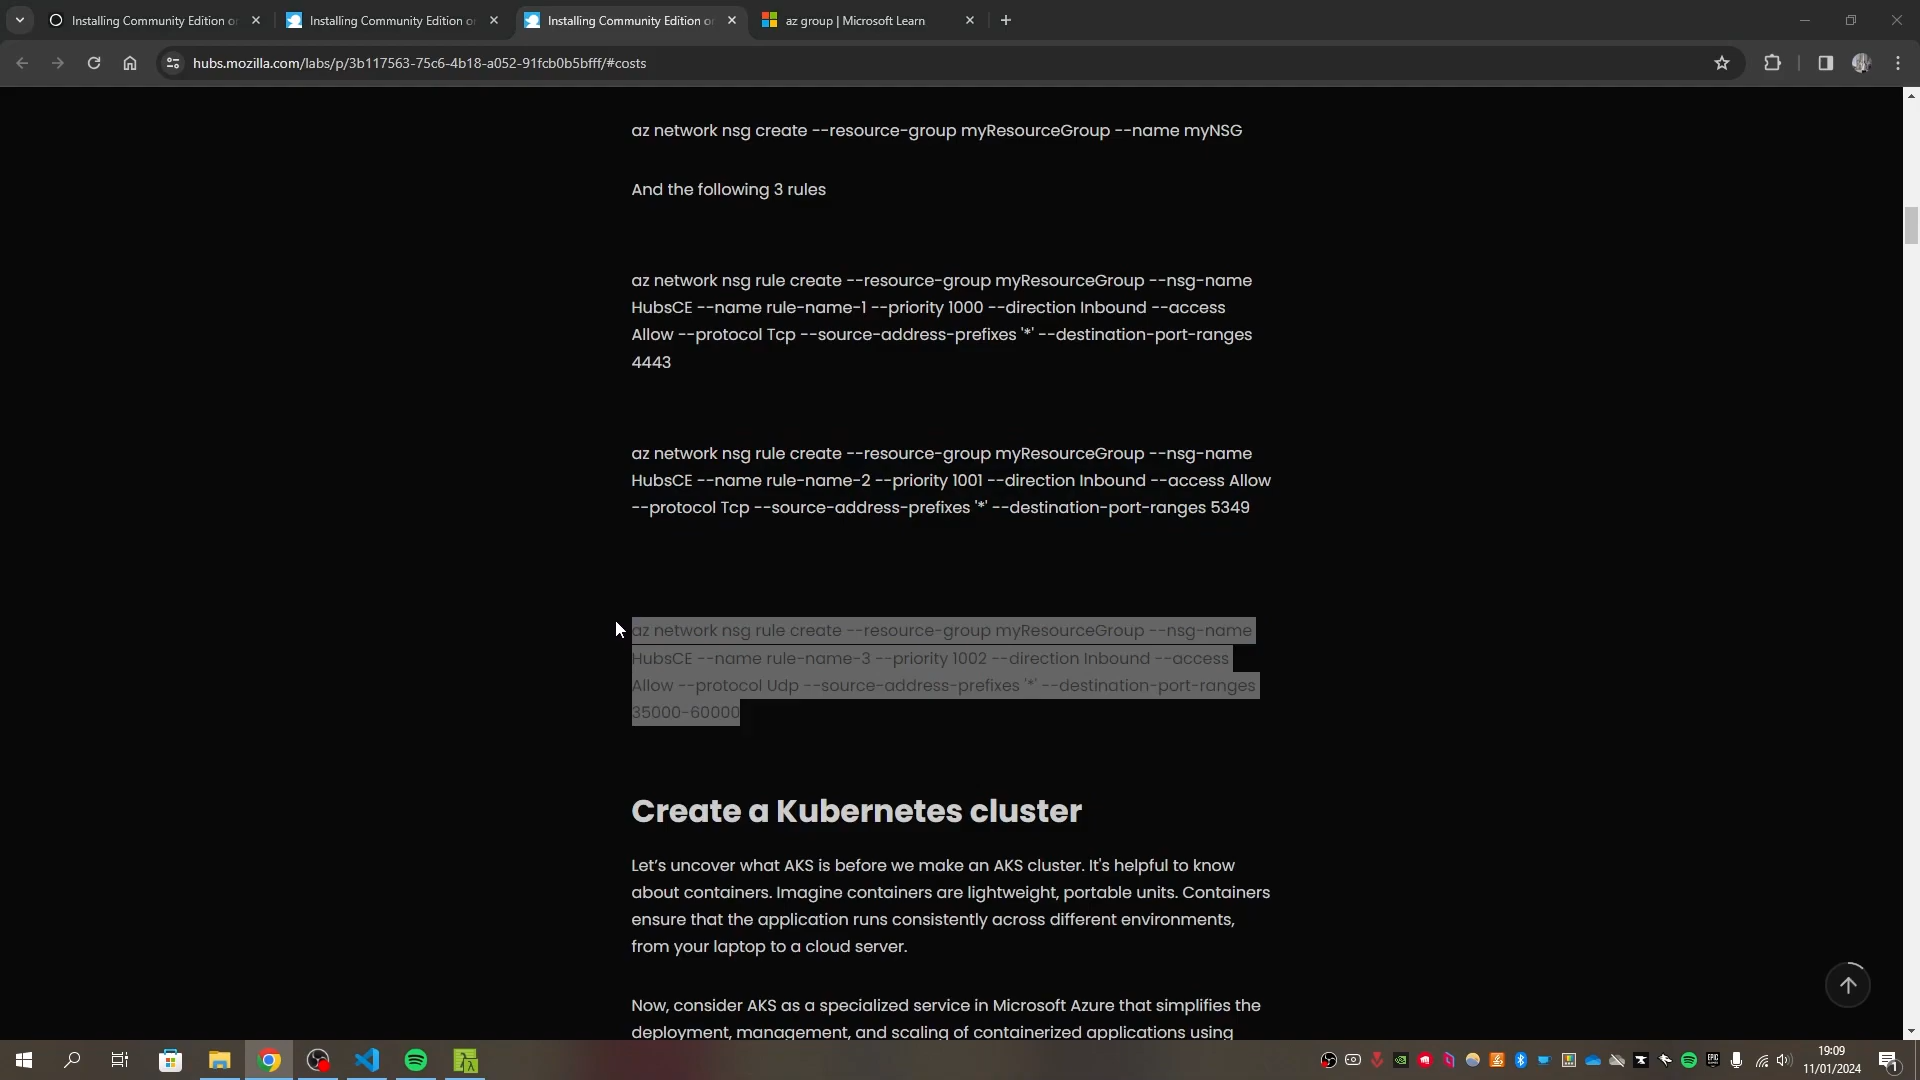 Installing Community Edition or
Installing Community Edition or
Installing Community Edition or
az group | Microsoft Learn
hubs.mozilla.com/labs/p/3b117563-75c6-4b18-a052-91fcb0b5bfff/#costs
az network nsg create --resource-group myResourceGroup --name myNSG
And the following 3 rules
az network nsg rule create --resource-group myResourceGroup --nsg-name
HubsCE --name rule-name-1 --priority 1000 --direction Inbound --access
Allow --protocol Tcp --source-address-prefixes '*' --destination-port-ranges
4443
az network nsg rule create --resource-group myResourceGroup --nsg-name
HubsCE --name rule-name-2 --priority 1001 --direction Inbound --access Allow
--protocol Tcp --source-address-prefixes '*' --destination-port-ranges 5349
az network nsg rule create --resource-group myResourceGroup --nsg-name
HubsCE --name rule-name-3 --priority 1002 --direction Inbound --access
Allow --protocol Udp --source-address-prefixes '*' --destination-port-ranges
35000-60000
Create a Kubernetes cluster
Let’s uncover what AKS is before we make an AKS cluster. It's helpful to know
about containers. Imagine containers are lightweight, portable units. Containers
ensure that the application runs consistently across different environments,
from your laptop to a cloud server.
Now, consider AKS as a specialized service in Microsoft Azure that simplifies the
deployment, management, and scaling of containerized applications using
19:09
11/01/2024
1